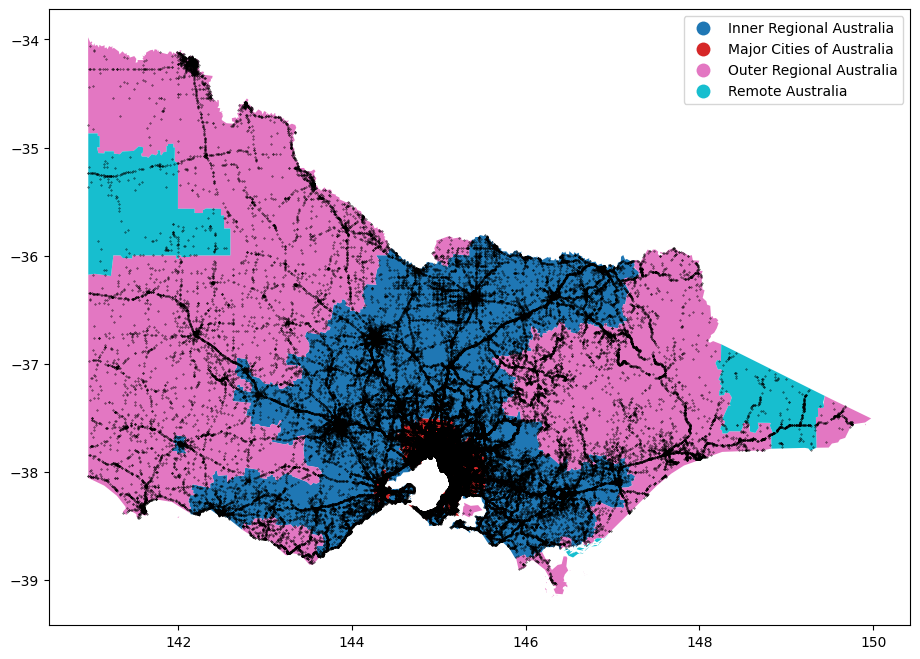 Inner Regional Australia
Major Cities of Australia
Outer Regional Australia
Remote Australia
−34
−35
−36
−37
−38
−39
142
144
146
148
150